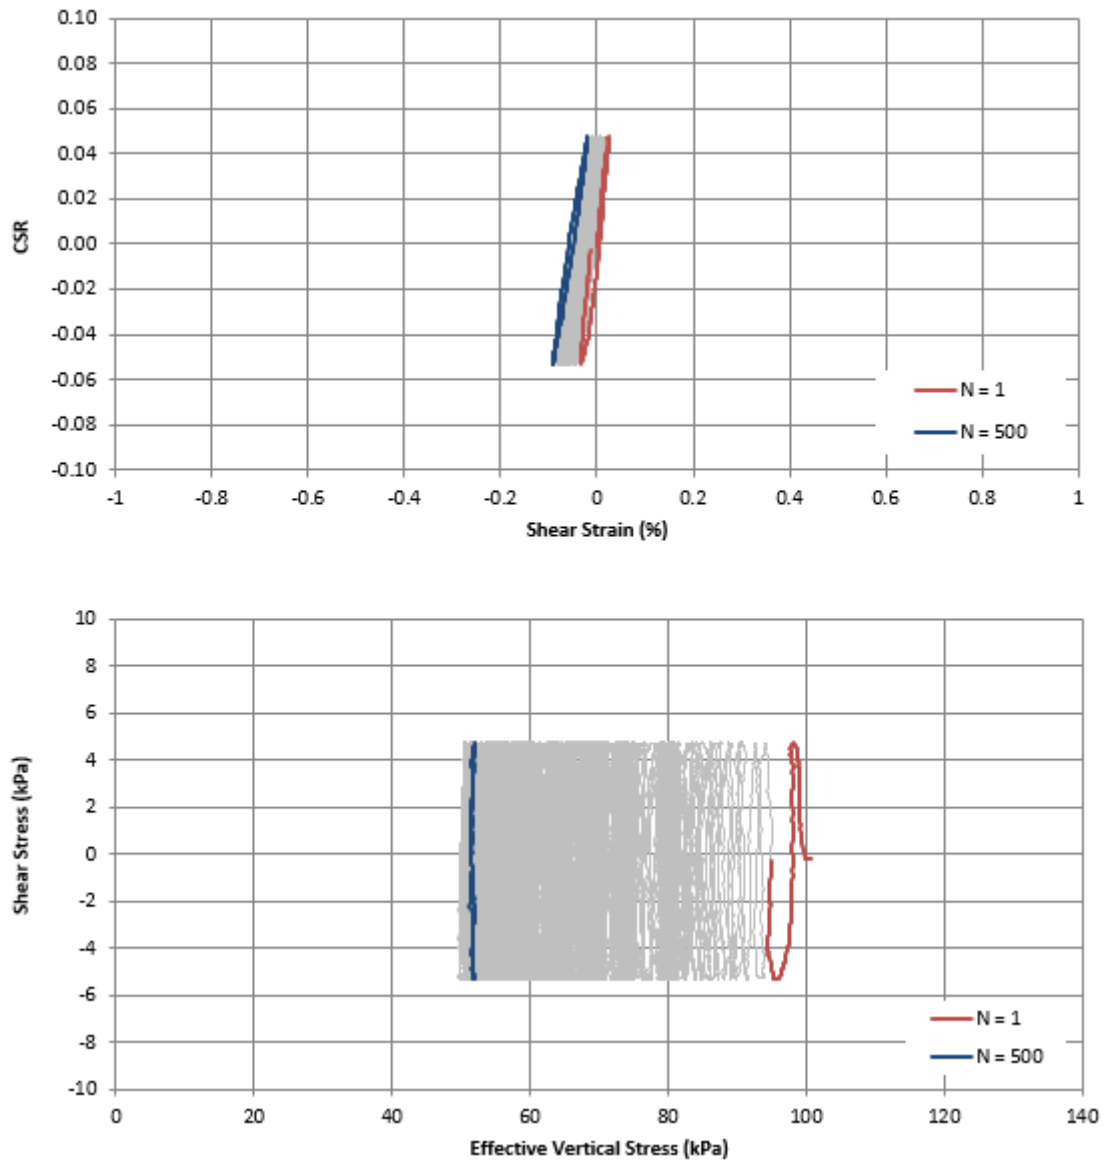 0.10
0.08
0.06
0.04
0.02
0.00
-0.02
-0.04
-0.06
-0.08
-0.10
CSR
N = 1
N = 500
-1 -0.8 -0.6 -0.4 -0.2 0 0.2 0.4 0.6 0.8 1
Shear Strain (%)
10
8
6
4
2
0
-2
-4
-6
-8
-10
Shear Stress (kPa)
N = 1
N = 500
0 20 40 60 80 100 120 140
Effective Vertical Stress (kPa)